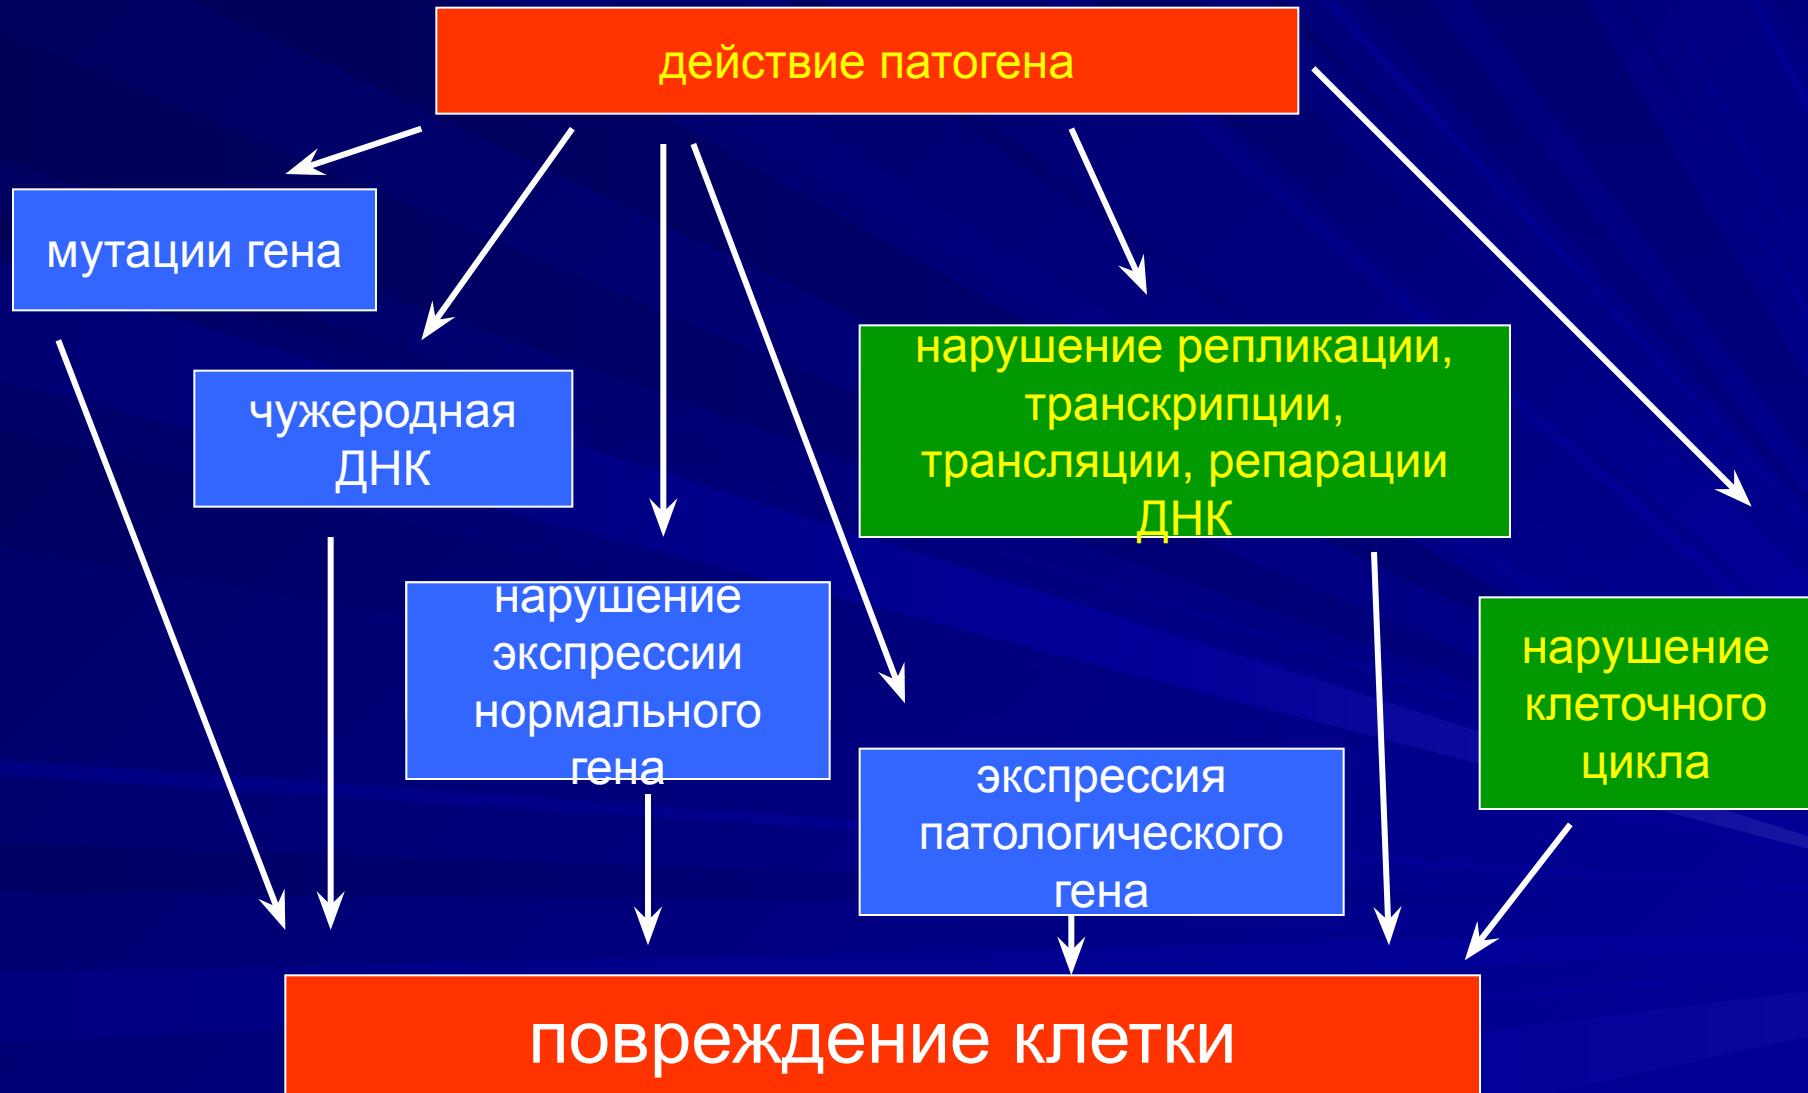 действие патогена
мутации гена
чужеродная
ДНК
нарушение
экспрессии
нормального
гена
экспрессия
патологического
гена
нарушение репликации,
транскрипции,
трансляции, репарации
ДНК
нарушение
клеточного
цикла
повреждение клетки